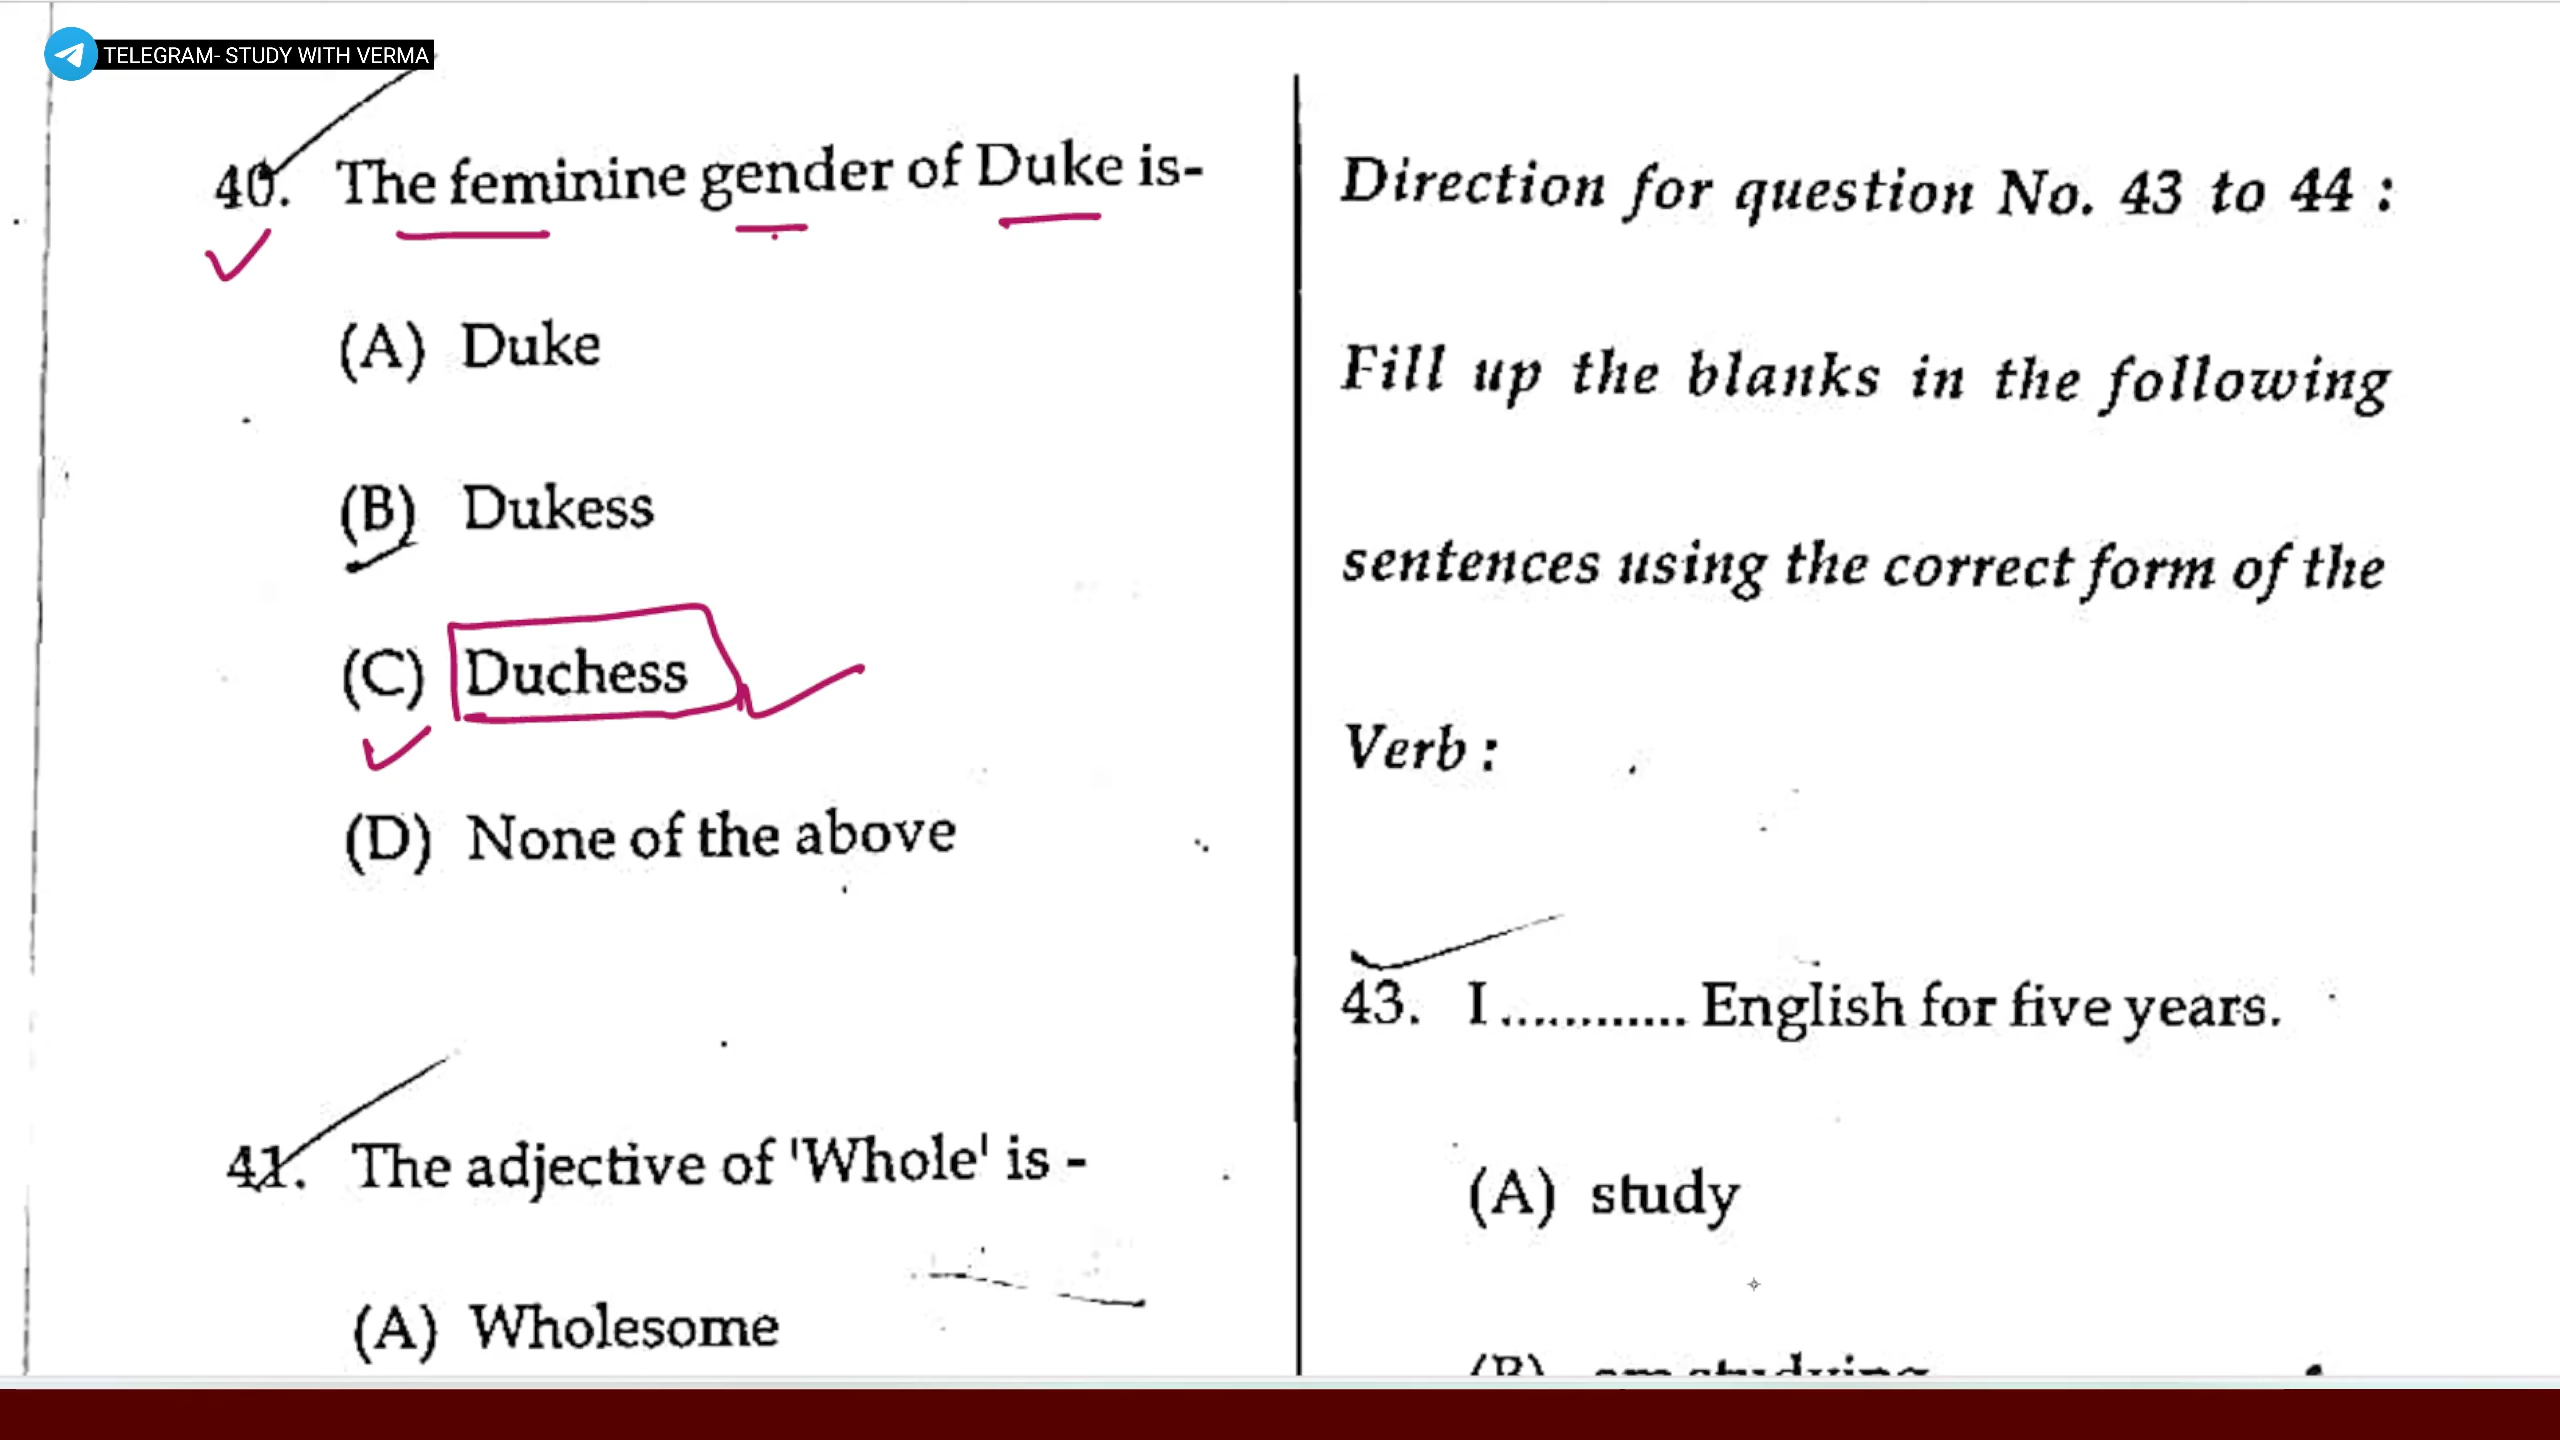 TELEGRAM- STUDY WITH VERMA
40. The feminine gender of Duke is-
(A) Duke
(B) Dukess
(C) Duchess
(D) None of the above
41. The adjective of 'Whole' is -
(A) Wholesome
Direction for question No. 43 to 44 :
Fill up the blanks in the following
sentences using the correct form of the
Verb :
43. I ............ English for five years.
(A) study
(B) am studying